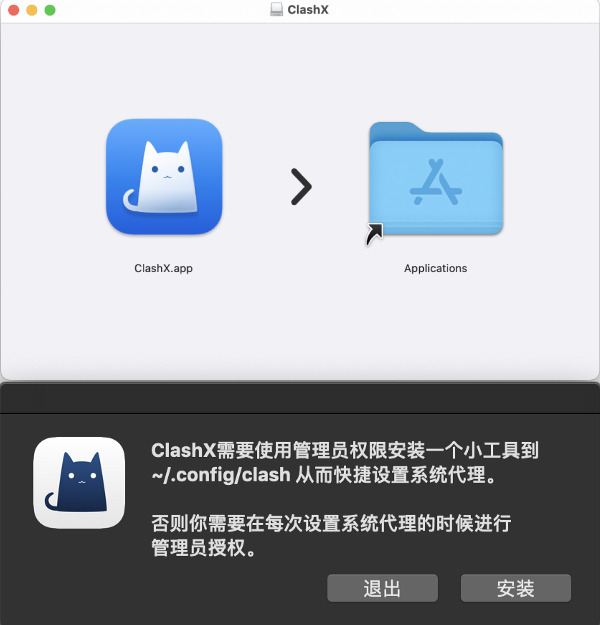 ClashX
ClashX.app
Applications
ClashX需要使用管理员权限安装一个小工具到
~/.config/clash 从而快捷设置系统代理。
否则你需要在每次设置系统代理的时候进行
管理员授权。
退出
安装